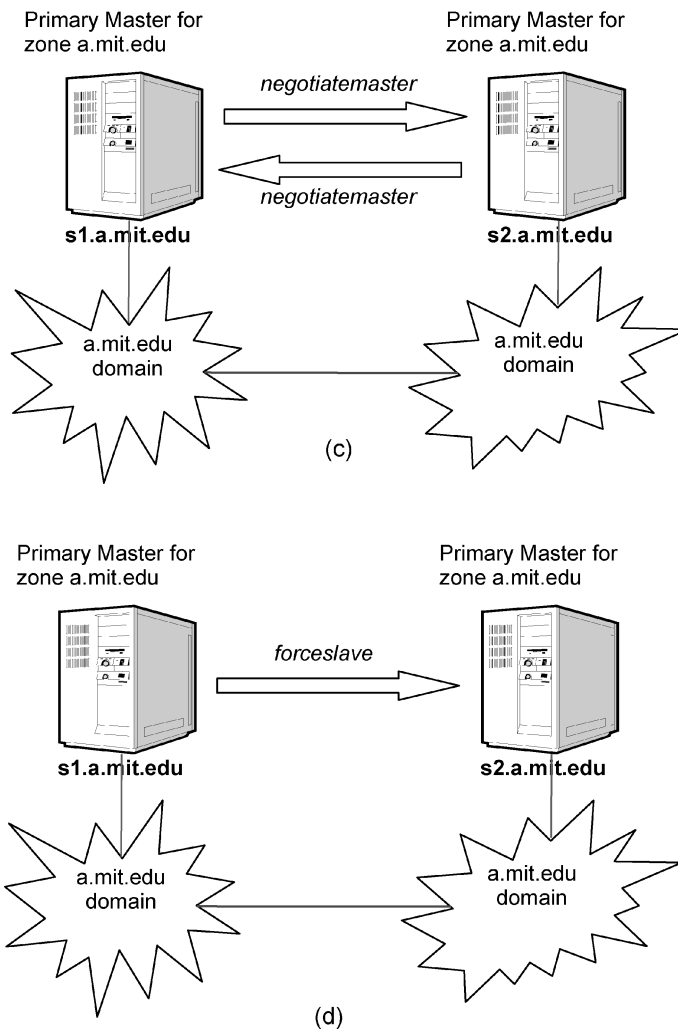 Primary Master for
zone a.mit.edu
Primary Master for
zone a.mit.edu
negotiatemaster
negotiatemaster
s1.a.mit.edu
s2.a.mit.edu
a.mit.edu
domain
a.mit.edu
domain
(c)
Primary Master for
zone a.mit.edu
Primary Master for
zone a.mit.edu
forceslave
s1.a.mit.edu
s2.a.mit.edu
a.mit.edu
domain
a.mit.edu
domain
(d)